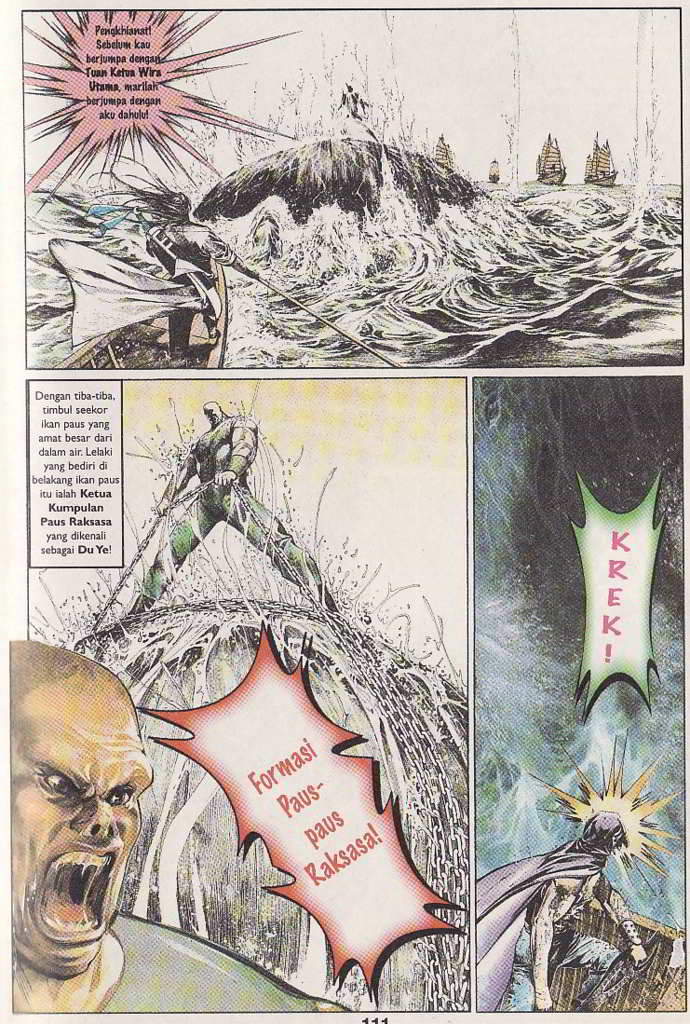 Pengkhianat!
Sebelum kau
berjumpa dengan
Tuan Ketua Wira
Utama, marilah
berjumpa dengan
aku dahulu!
Dengan tiba-tiba,
timbul seekor
ikan paus yang
amat besar dari
dalam air. Lelaki
yang bediri di
belakang ikan paus
itu ialah Ketua
Kumpulan
Paus Raksasa
yang dikenali
sebagai Du Ye!
Formasi
Paus-
paus
Raksasa!
KREK!
111